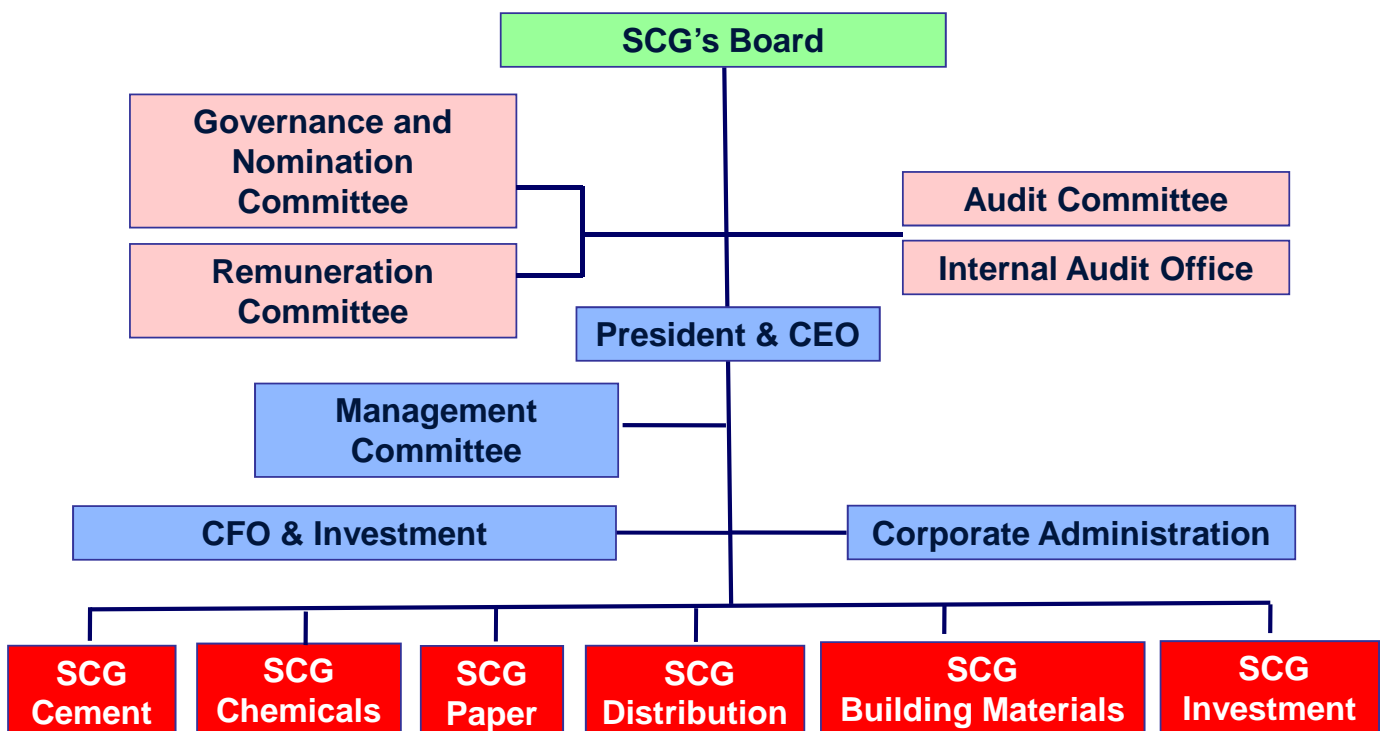 SCG’s Board
Governance and
Nomination
Committee
Audit Committee
Remuneration
Committee
Internal Audit Office
President & CEO
Management
Committee
CFO & Investment
Corporate Administration
SCG
Cement
SCG
Chemicals
SCG
Paper
SCG
Distribution
SCG
Building Materials
SCG
Investment